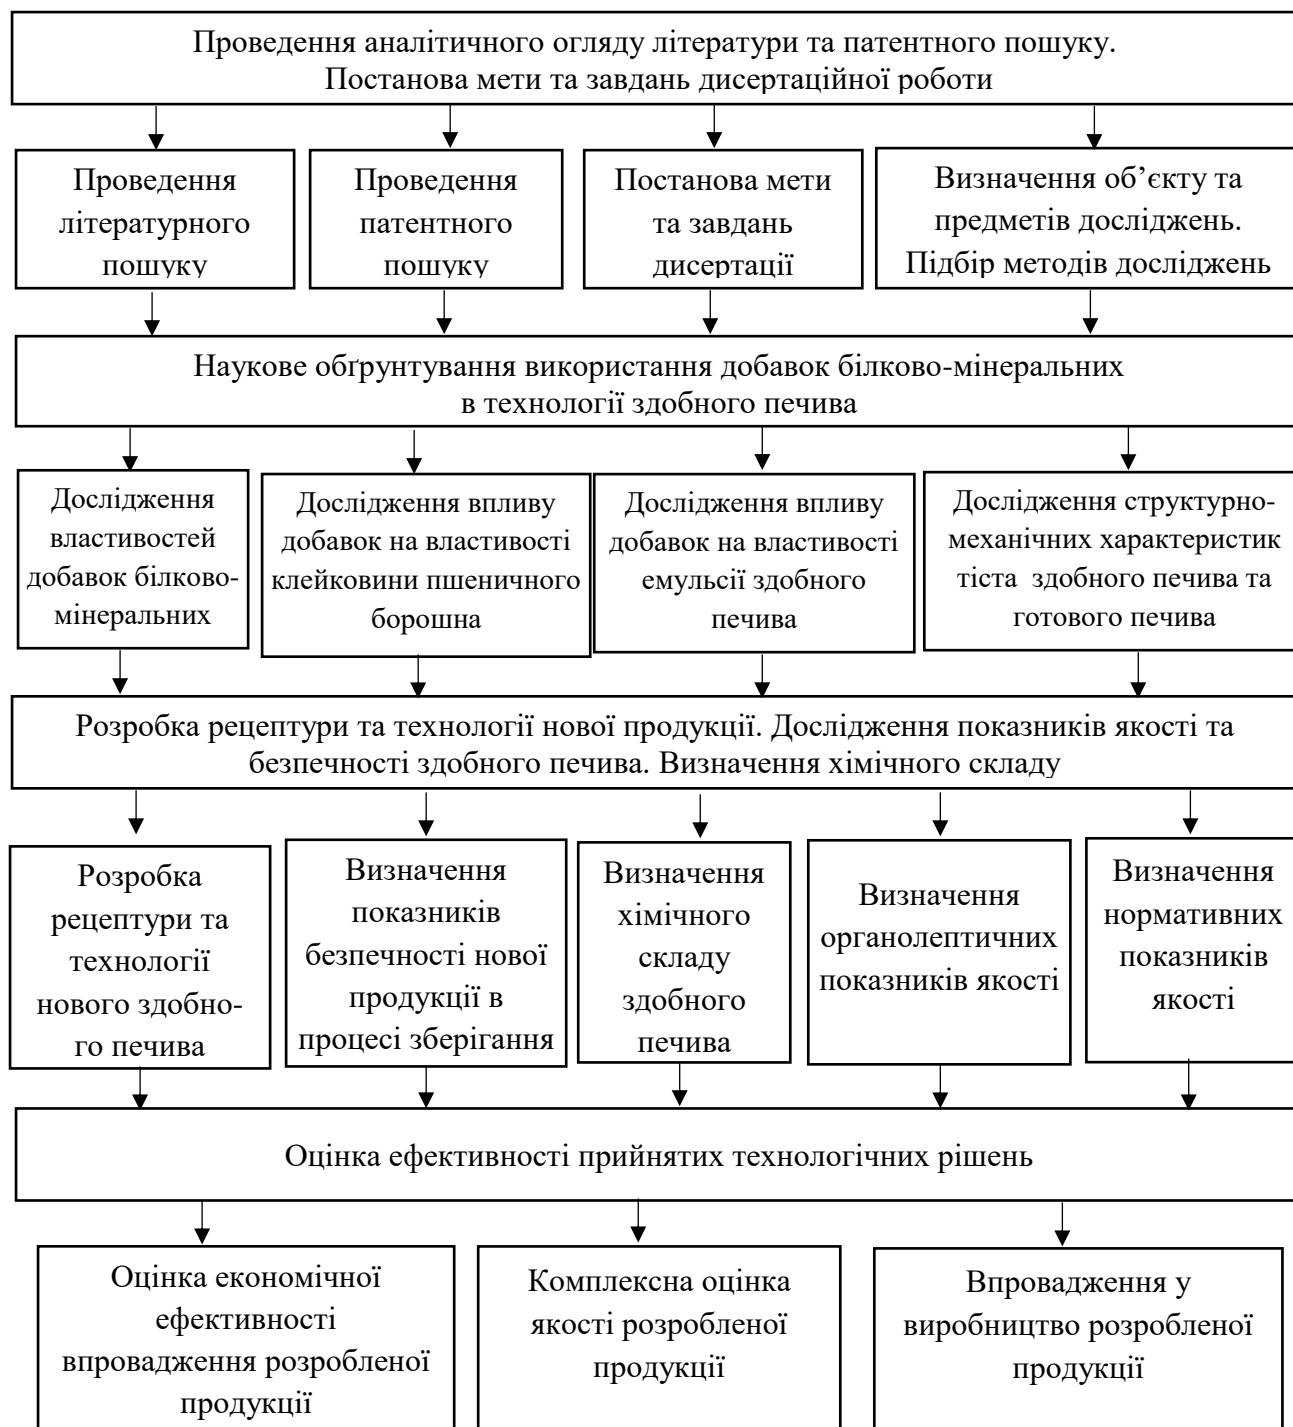 Проведення аналітичного огляду літератури та патентного пошуку.
Постанова мети та завдань дисертаційної роботи
Проведення
літературного
пошуку
Проведення
патентного
пошуку
Постанова мети
та завдань
дисертації
Визначення об’єкту та
предметів досліджень.
Підбір методів досліджень
Наукове обґрунтування використання добавок білково-мінеральних
в технології здобного печива
Дослідження
властивостей
добавок білково-
мінеральних
Дослідження впливу
добавок на властивості
клейковини пшеничного
борошна
Дослідження впливу
добавок на властивості
емульсії здобного
печива
Дослідження структурно-
механічних характеристик
тіста здобного печива та
готового печива
Розробка рецептури та технології нової продукції. Дослідження показників якості та
безпечності здобного печива. Визначення хімічного складу
Розробка
рецептури та
технології
нового здобно-
го печива
Визначення
показників
безпечності нової
продукції в
процесі зберігання
Визначення
хімічного
складу
здобного
печива
Визначення
органолептичних
показників якості
Визначення
нормативних
показників
якості
Оцінка ефективності прийнятих технологічних рішень
Оцінка економічної
ефективності
впровадження розробленої
продукції
Комплексна оцінка
якості розробленої
продукції
Впровадження у
виробництво розробленої
продукції